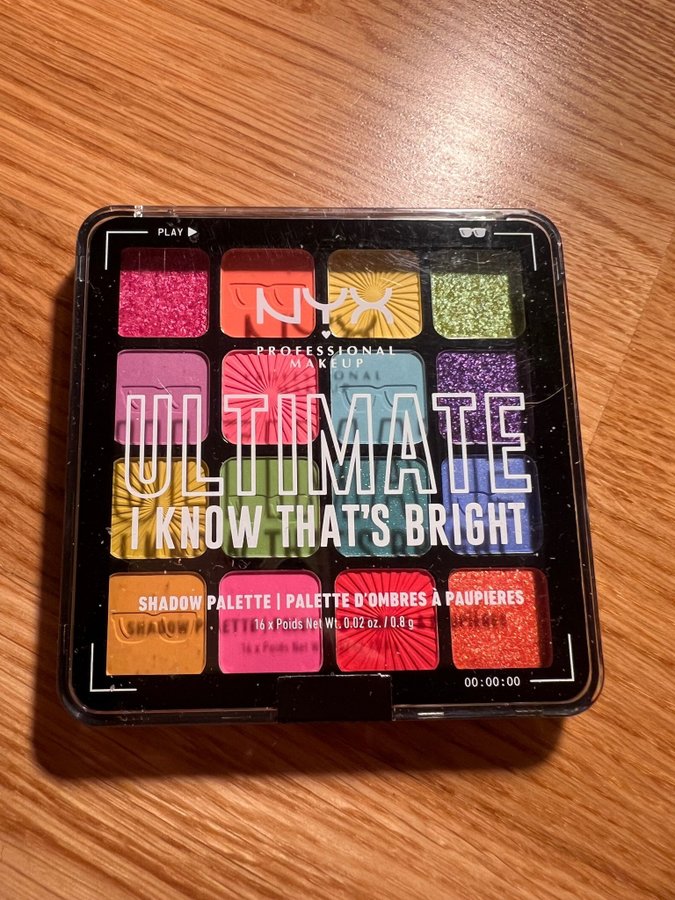 PLAY ▶
NYX
PROFESSIONAL
MAKEUP
ULTIMATE
I KNOW THAT'S BRIGHT
SHADOW PALETTE | PALETTE D'OMBRES À PAUPIÈRES
16 x Poids Net Wt. 0.02 oz. / 0.8 g
00:00:00